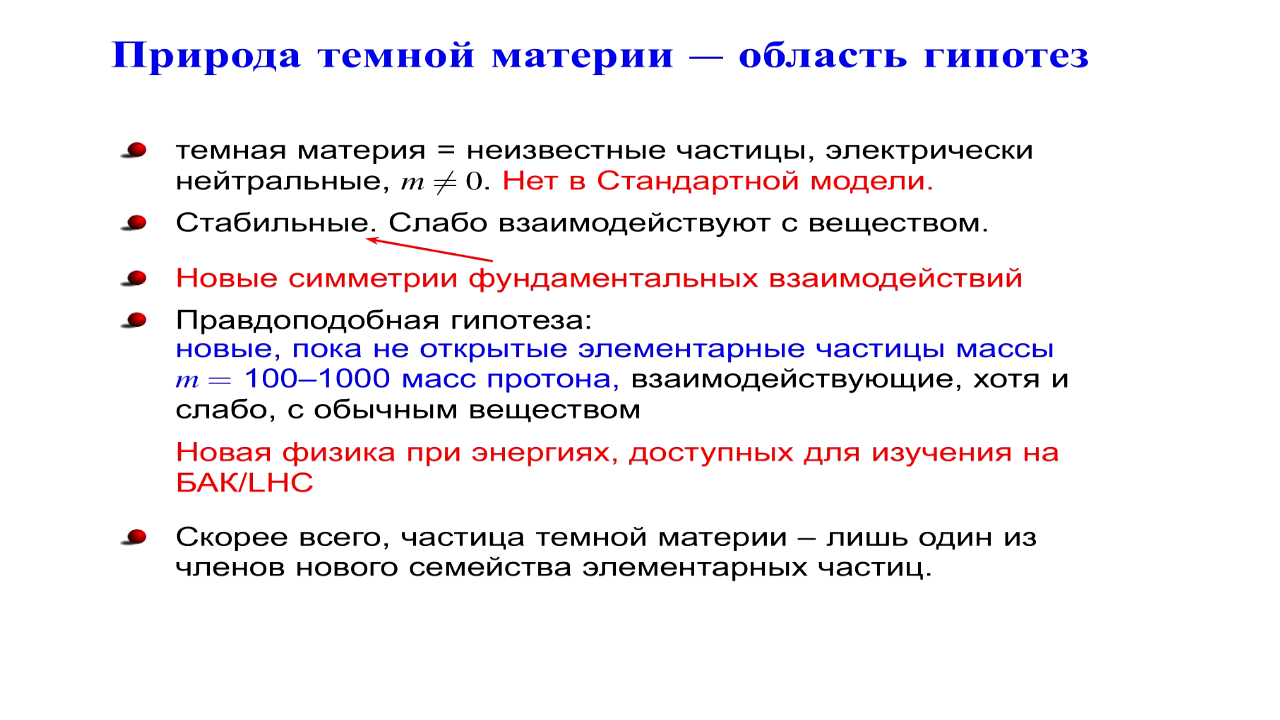 Природа темной материи — область гипотез
темная материя = неизвестные частицы, электрически
нейтральные, m ≠ 0. Нет в Стандартной модели.
Стабильные. Слабо взаимодействуют с веществом.
Новые симметрии фундаментальных взаимодействий
Правдоподобная гипотеза:
новые, пока не открытые элементарные частицы массы
m = 100–1000 масс протона, взаимодействующие, хотя и
слабо, с обычным веществом
Новая физика при энергиях, доступных для изучения на
БАК/LHC
Скорее всего, частица темной материи – лишь один из
членов нового семейства элементарных частиц.